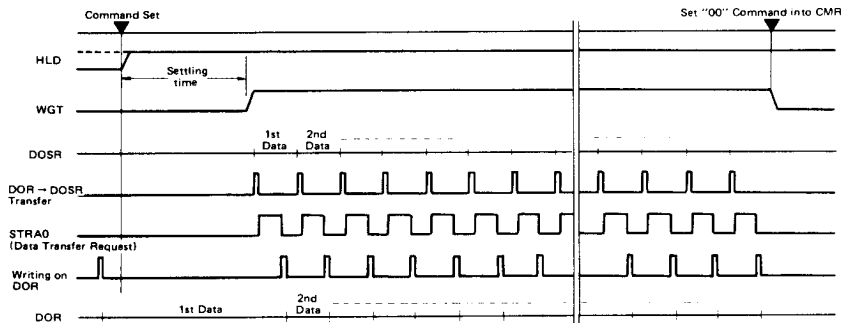 Command Set
Set "00" Command into CMR
HLD
Settling
time
WGT
1st
Data
2nd
Data
DOSR
DOR → DOSR
Transfer
STRA0
(Data Transfer Request)
Writing on
DOR
1st Data
2nd
Data
DOR